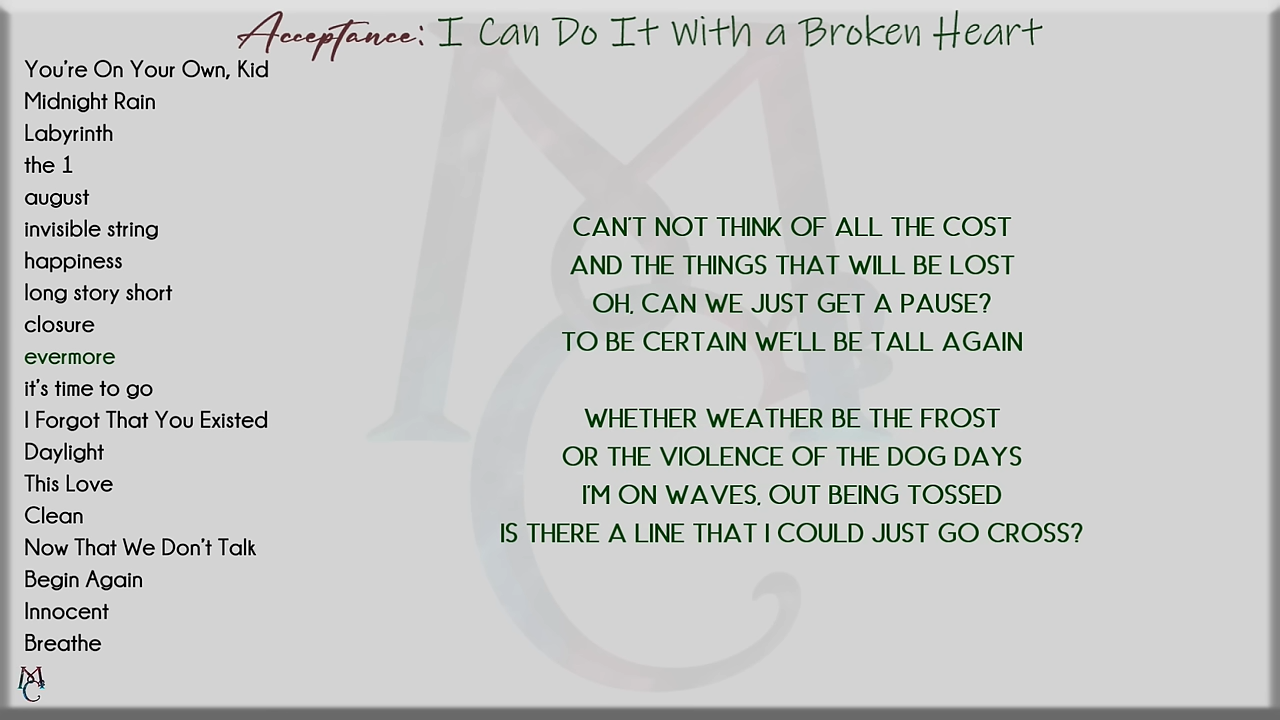 Acceptance: I Can Do It With a Broken Heart
You're On Your Own, Kid
Midnight Rain
Labyrinth
the 1
august
invisible string
happiness
long story short
closure
evermore
it's time to go
I Forgot That You Existed
Daylight
This Love
Clean
Now That We Don't Talk
Begin Again
Innocent
Breathe
CAN'T NOT THINK OF ALL THE COST
AND THE THINGS THAT WILL BE LOST
OH, CAN WE JUST GET A PAUSE?
TO BE CERTAIN WE'LL BE TALL AGAIN
WHETHER WEATHER BE THE FROST
OR THE VIOLENCE OF THE DOG DAYS
I'M ON WAVES, OUT BEING TOSSED
IS THERE A LINE THAT I COULD JUST GO CROSS?